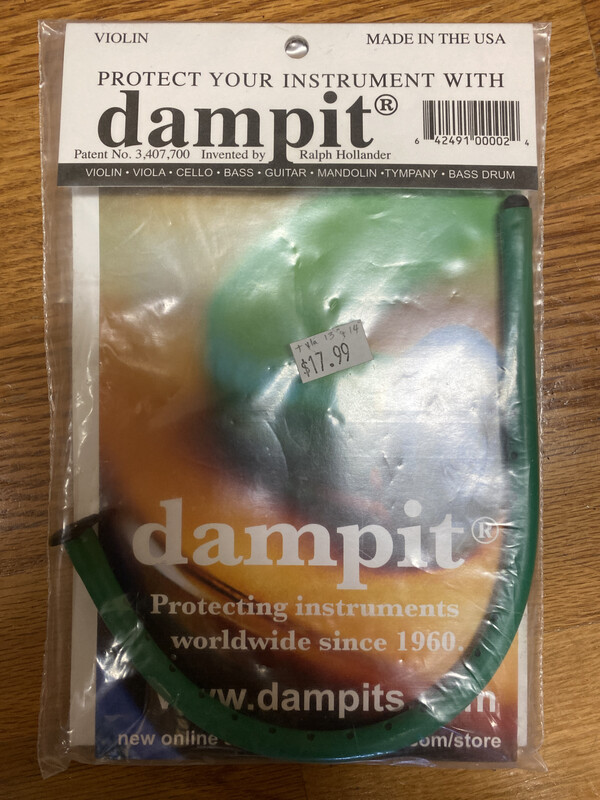 VIOLIN
MADE IN THE USA
PROTECT YOUR INSTRUMENT WITH
dampit®
6 42491 00002 4
Patent No. 3,407,700 Invented by Ralph Hollander
VIOLIN • VIOLA • CELLO • BASS • GUITAR • MANDOLIN • TYMPANY • BASS DRUM
$17.99
dampit®
Protecting instruments
worldwide since 1960.
www.dampits
new online
com/store